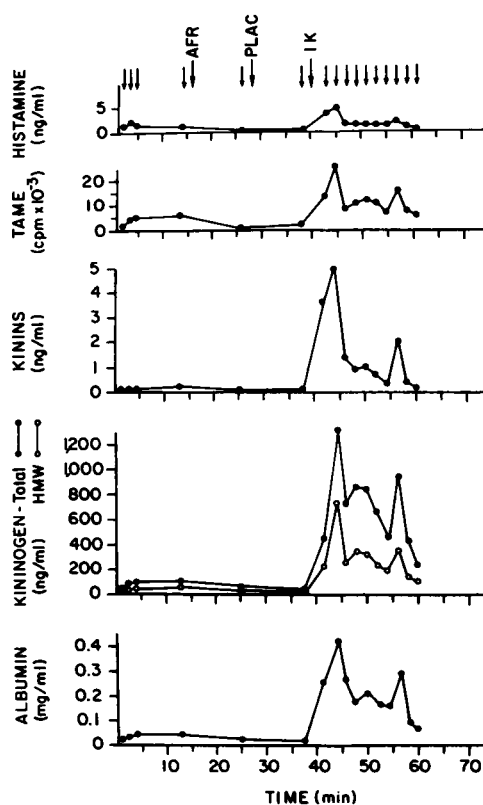 AFR
PLAC
IK
HISTAMINE
(ng/ml)
5
0
TAME
(cpm x 10⁻³)
20
10
0
KININS
(ng/ml)
5
4
3
2
1
0
KININOGEN-Total
HMW
(ng/ml)
1200
1000
800
600
400
200
0
ALBUMIN
(mg/ml)
0.4
0.3
0.2
0.1
0
10 20 30 40 50 60 70
TIME (min)